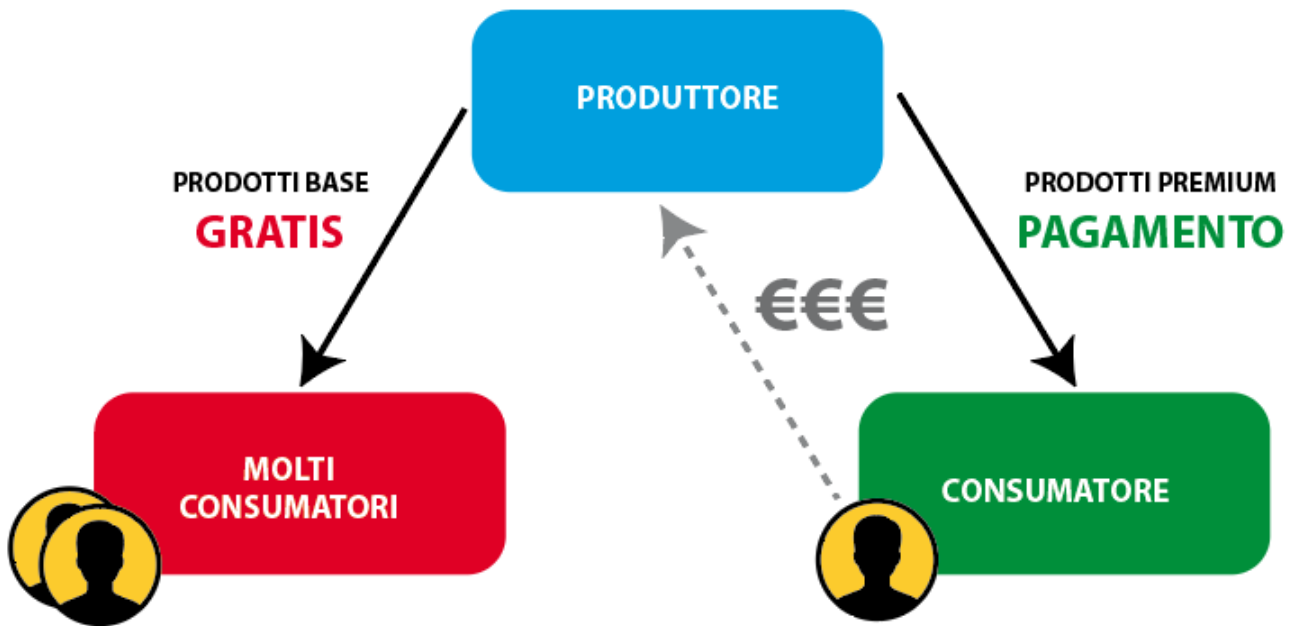 PRODUTTORE
PRODOTTI BASE
GRATIS
PRODOTTI PREMIUM
PAGAMENTO
€€€
MOLTI
CONSUMATORI
CONSUMATORE